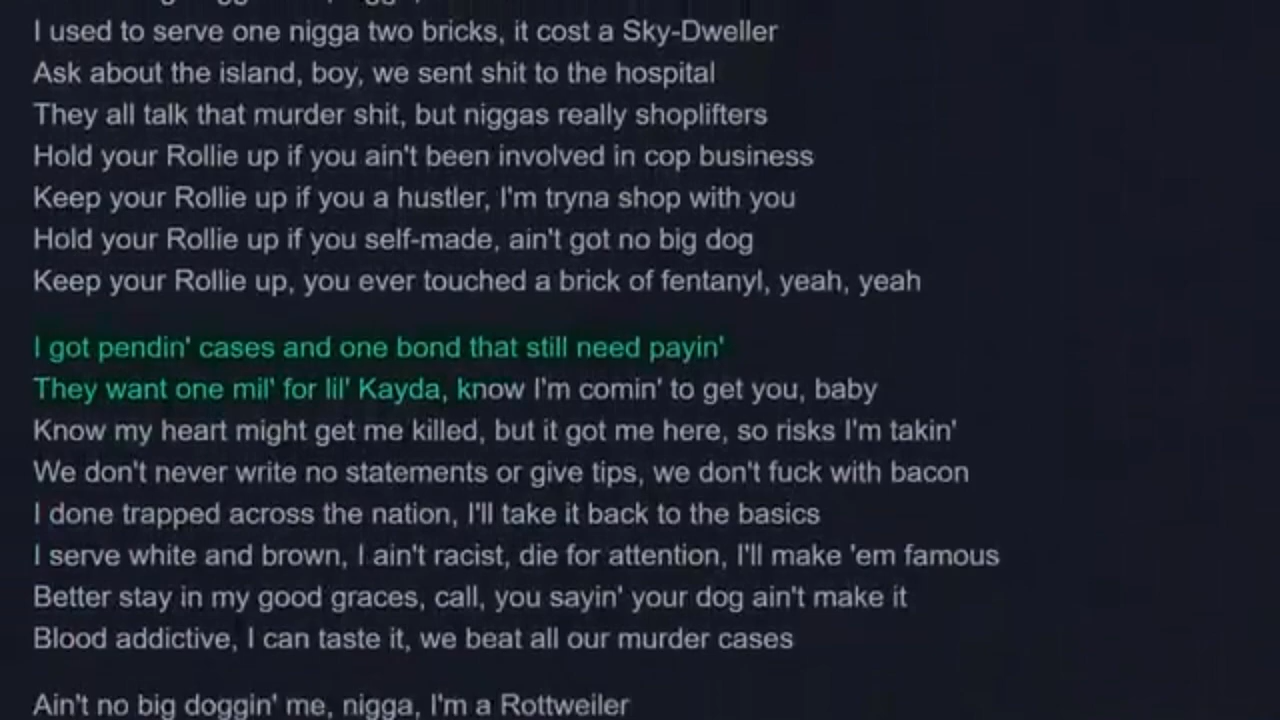 I used to serve one nigga two bricks, it cost a Sky-Dweller
Ask about the island, boy, we sent shit to the hospital
They all talk that murder shit, but niggas really shoplifters
Hold your Rollie up if you ain't been involved in cop business
Keep your Rollie up if you a hustler, I'm tryna shop with you
Hold your Rollie up if you self-made, ain't got no big dog
Keep your Rollie up, you ever touched a brick of fentanyl, yeah, yeah
I got pendin' cases and one bond that still need payin'
They want one mil' for lil' Kayda, know I'm comin' to get you, baby
Know my heart might get me killed, but it got me here, so risks I'm takin'
We don't never write no statements or give tips, we don't fuck with bacon
I done trapped across the nation, I'll take it back to the basics
I serve white and brown, I ain't racist, die for attention, I'll make 'em famous
Better stay in my good graces, call, you sayin' your dog ain't make it
Blood addictive, I can taste it, we beat all our murder cases
Ain't no big doggin' me, nigga, I'm a Rottweiler